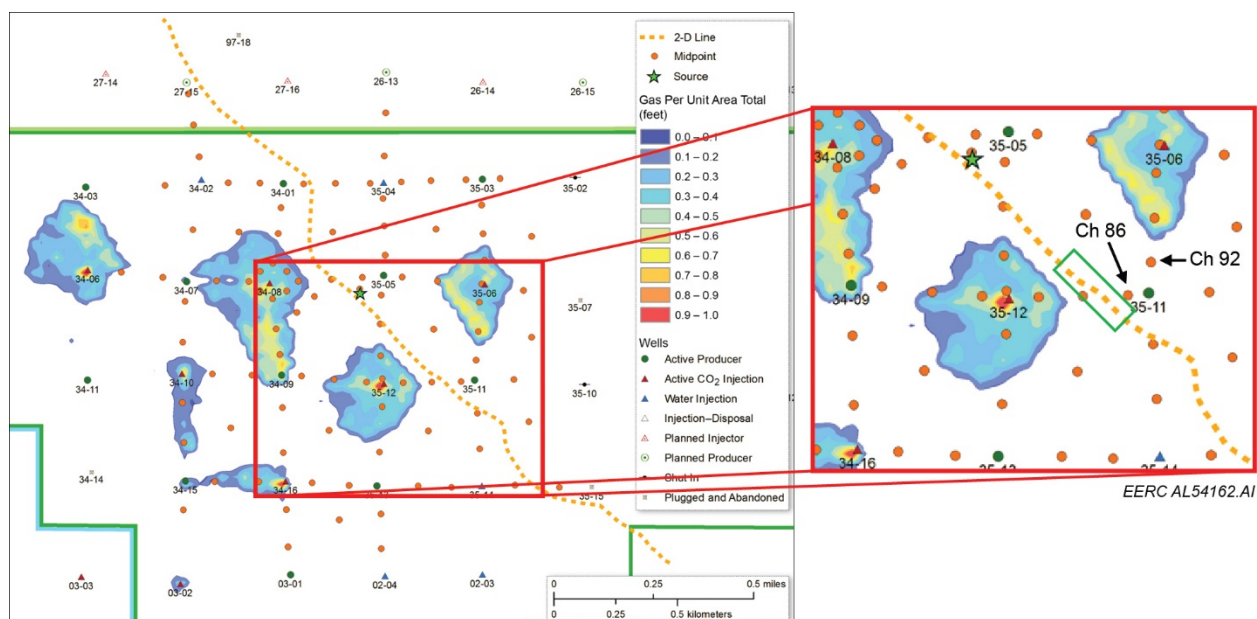 97-18
27-14
27-15
27-16
26-13
26-14
26-15
34-03
34-02
34-01
35-04
35-03
35-02
34-06
34-07
34-08
35-05
35-06
35-07
34-11
34-10
34-09
35-12
35-11
35-10
34-14
34-15
34-16
35-15
03-03
03-02
03-01
02-04
02-03
2-D Line
Midpoint
Source
Gas Per Unit Area Total
(feet)
0.0 – 0.1
0.1 – 0.2
0.2 – 0.3
0.3 – 0.4
0.4 – 0.5
0.5 – 0.6
0.6 – 0.7
0.7 – 0.8
0.8 – 0.9
0.9 – 1.0
Wells
Active Producer
Active CO₂ Injection
Water Injection
Injection–Disposal
Planned Injector
Planned Producer
Shut In
Plugged and Abandoned
0 0.25 0.5 miles
0 0.25 0.5 kilometers
34-08
35-05
35-06
Ch 86
Ch 92
34-09
35-12
35-11
34-16
EERC AL54162.AI